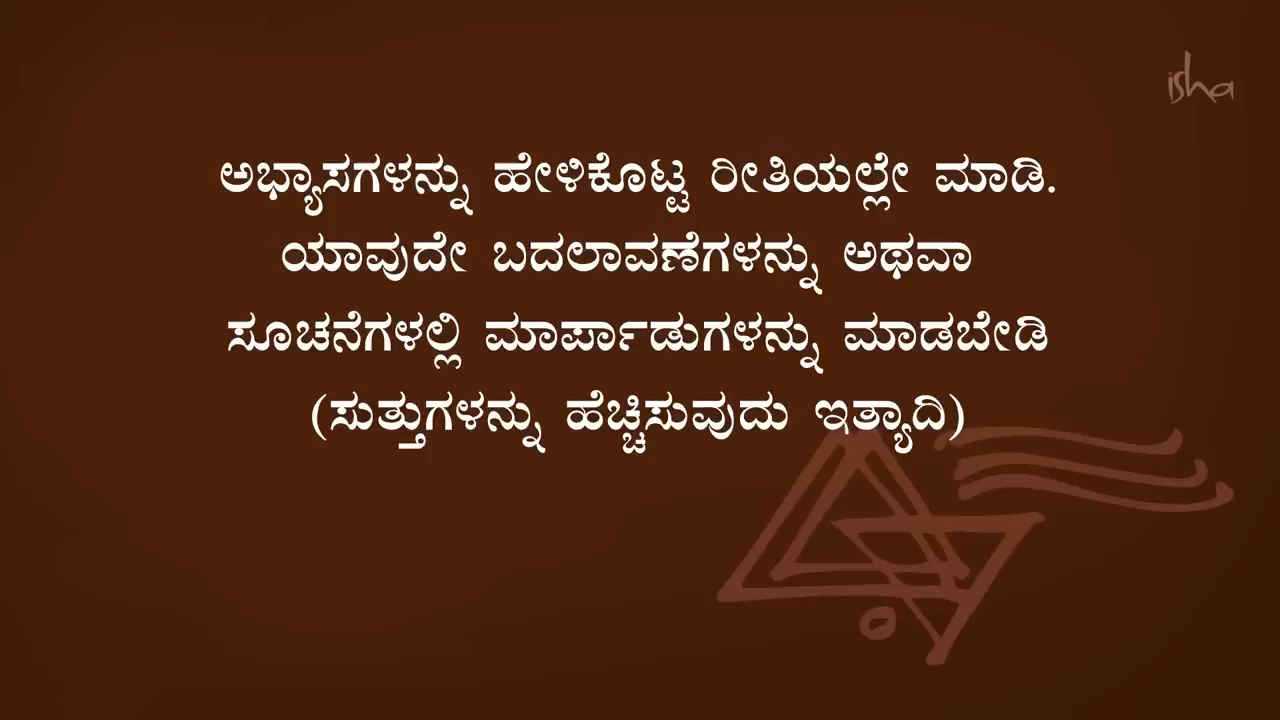 isha
ಅಭ್ಯಾಸಗಳನ್ನು ಹೇಳಿಕೊಟ್ಟ ರೀತಿಯಲ್ಲೇ ಮಾಡಿ.
ಯಾವುದೇ ಬದಲಾವಣೆಗಳನ್ನು ಅಥವಾ
ಸೂಚನೆಗಳಲ್ಲಿ ಮಾರ್ಪಾಡುಗಳನ್ನು ಮಾಡಬೇಡಿ
(ಸುತ್ತುಗಳನ್ನು ಹೆಚ್ಚಿಸುವುದು ಇತ್ಯಾದಿ)